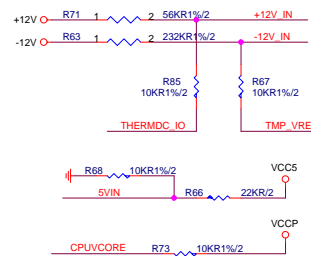 +12V R71 1 2 56KR1%/2 +12V_IN
-12V R63 1 2 232KR1%/2 -12V_IN
R85 R67
10KR1%/2 10KR1%/2
THERMDC_IO TMP_VRE
R68 10KR1%/2 VCC5
5VIN R66 22KR/2
VCCP
CPUVCORE R73 10KR1%/2